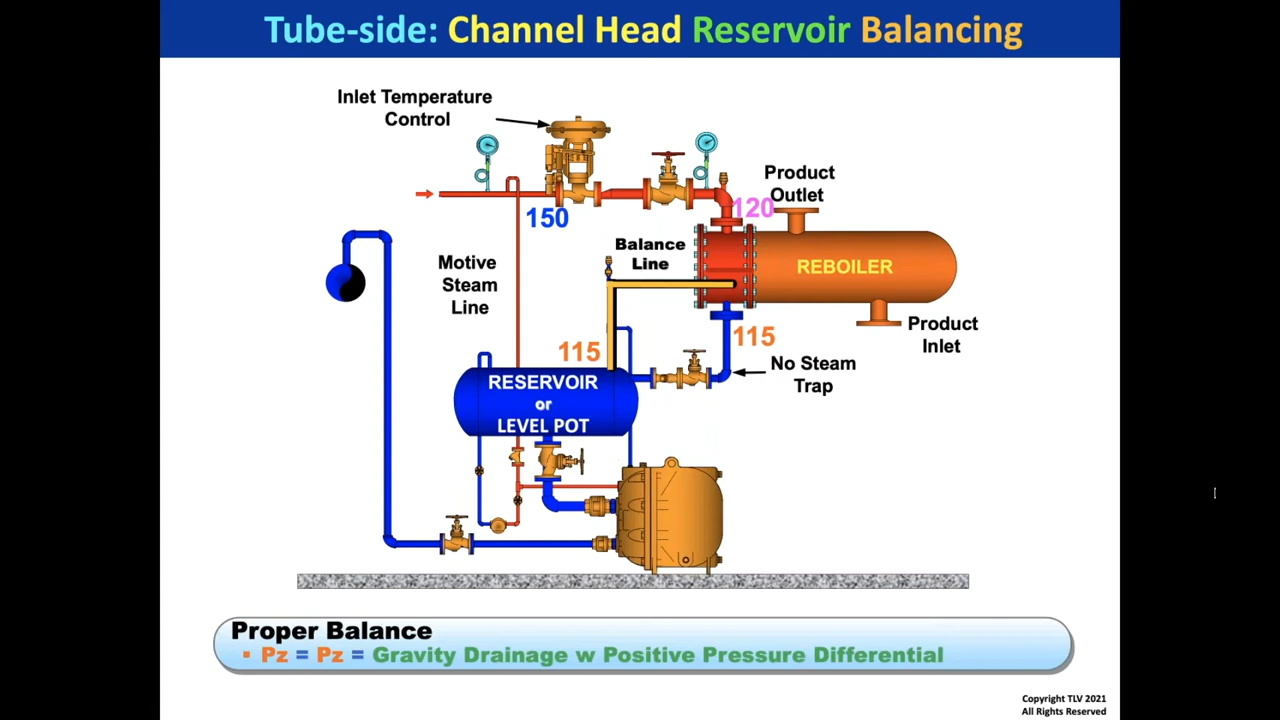 Tube-side: Channel Head Reservoir Balancing
Inlet Temperature
Control
Product
Outlet
120
150
Balance
Line
Motive
Steam
Line
REBOILER
Product
Inlet
115
115
No Steam
Trap
RESERVOIR
or
LEVEL POT
Proper Balance
▪ Pz = Pz = Gravity Drainage w Positive Pressure Differential
Copyright TLV 2021
All Rights Reserved